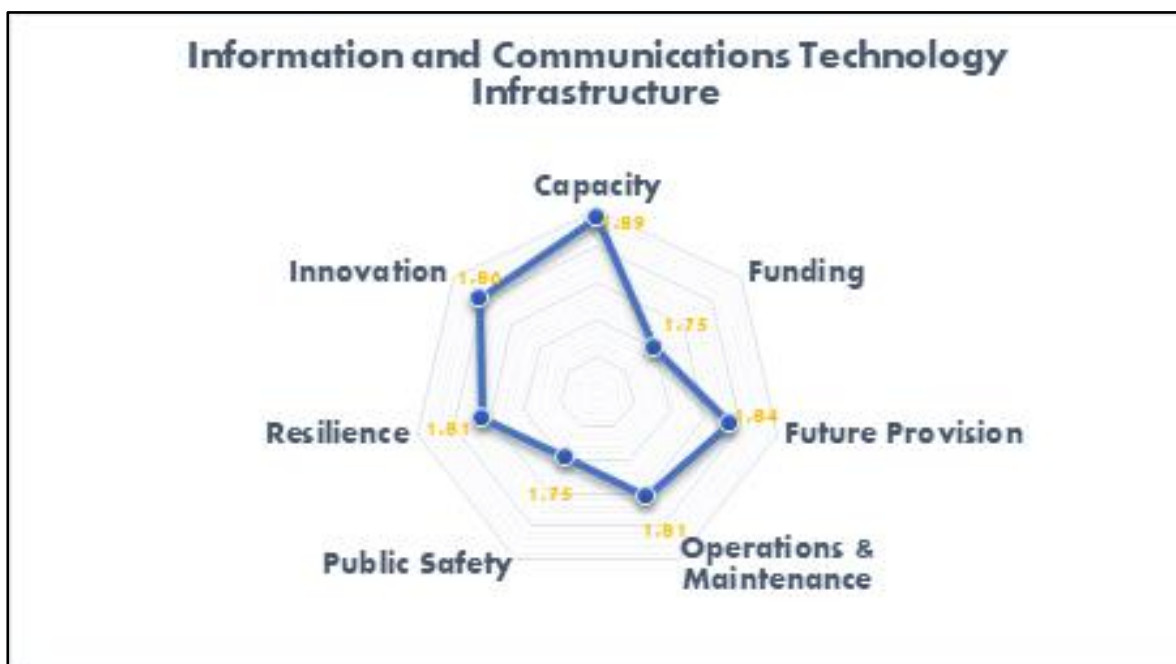 Information and Communications Technology
Infrastructure
Capacity
1.89
Innovation
1.86
Funding
1.75
Resilience
1.81
1.84
Future Provision
1.75
1.81
Public Safety
Operations &
Maintenance